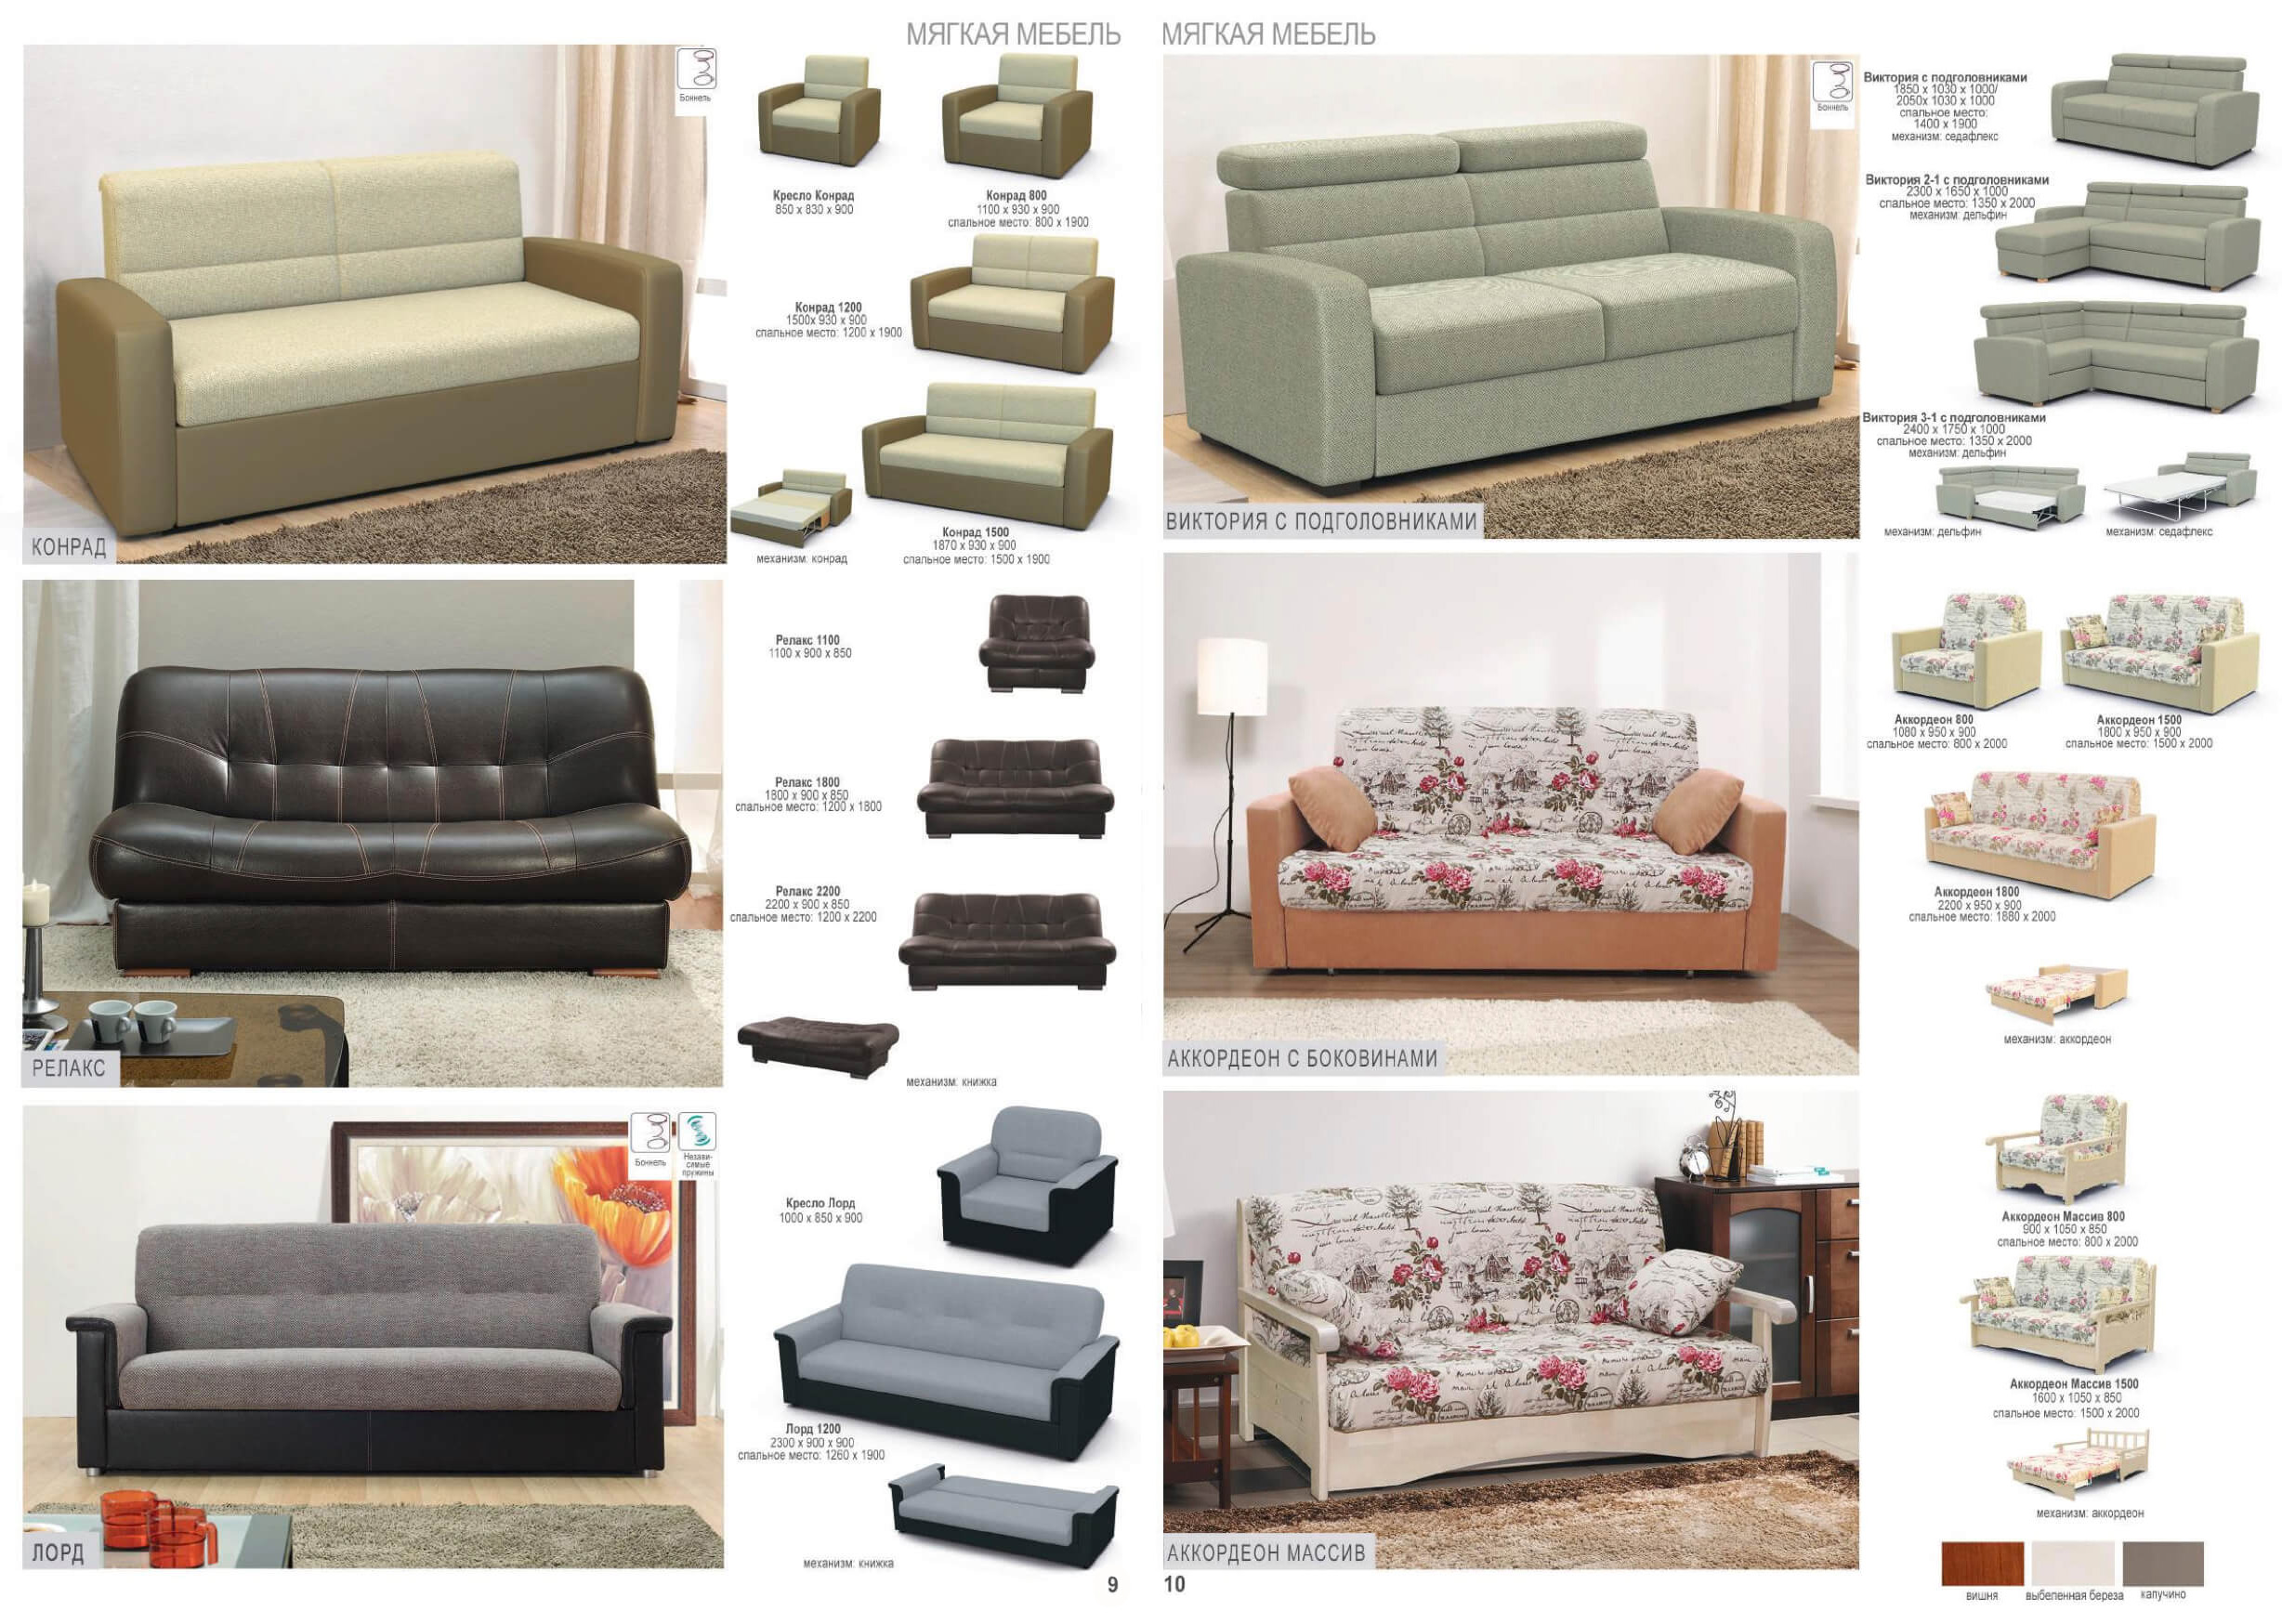 МЯГКАЯ МЕБЕЛЬ
Боннель
Кресло Конрад
850 x 830 x 900
Конрад 800
1100 x 930 x 900
спальное место: 800 x 1900
Конрад 1200
1500x 930 x 900
спальное место: 1200 x 1900
механизм: конрад
Конрад 1500
1870 x 930 x 900
спальное место: 1500 x 1900
КОНРАД
Релакс 1100
1100 x 900 x 850
Релакс 1800
1800 x 900 x 850
спальное место: 1200 x 1800
Релакс 2200
2200 x 900 x 850
спальное место: 1200 x 2200
механизм: книжка
РЕЛАКС
Боннель
Незави-
симые
пружины
Кресло Лорд
1000 x 850 x 900
Лорд 1200
2300 x 900 x 900
спальное место: 1260 x 1900
механизм: книжка
ЛОРД
9
МЯГКАЯ МЕБЕЛЬ
Боннель
Виктория с подголовниками
1850 x 1030 x 1000/
2050x 1030 x 1000
спальное место:
1400 x 1900
механизм: седафлекс
Виктория 2-1 с подголовниками
2300 x 1650 x 1000
спальное место: 1350 x 2000
механизм: дельфин
Виктория 3-1 с подголовниками
2400 x 1750 x 1000
спальное место: 1350 x 2000
механизм: дельфин
механизм: дельфин
механизм: седафлекс
ВИКТОРИЯ С ПОДГОЛОВНИКАМИ
Аккордеон 800
1080 x 950 x 900
спальное место: 800 x 2000
Аккордеон 1500
1800 x 950 x 900
спальное место: 1500 x 2000
Аккордеон 1800
2200 x 950 x 900
спальное место: 1880 x 2000
механизм: аккордеон
АККОРДЕОН С БОКОВИНАМИ
Аккордеон Массив 800
900 x 1050 x 850
спальное место: 800 x 2000
Аккордеон Массив 1500
1600 x 1050 x 850
спальное место: 1500 x 2000
механизм: аккордеон
АККОРДЕОН МАССИВ
вишня
выбеленная береза
капучино
10